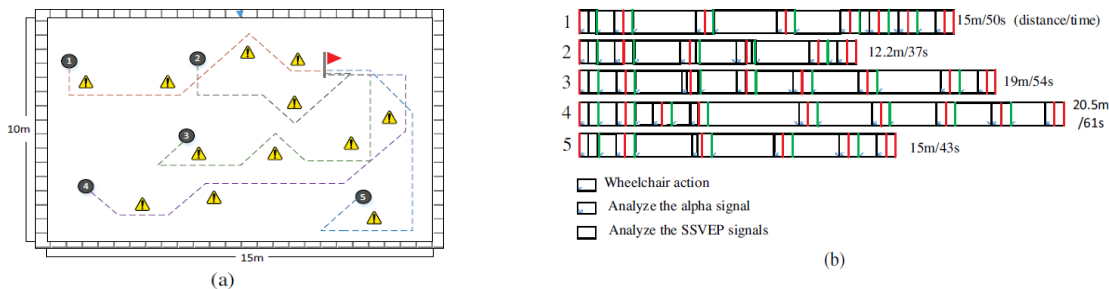 1
2
3
4
5
10m
15m
(a)
(b)
1
15m/50s (distance/time)
2
12.2m/37s
3
19m/54s
4
20.5m
/61s
5
15m/43s
Wheelchair action
Analyze the alpha signal
Analyze the SSVEP signals